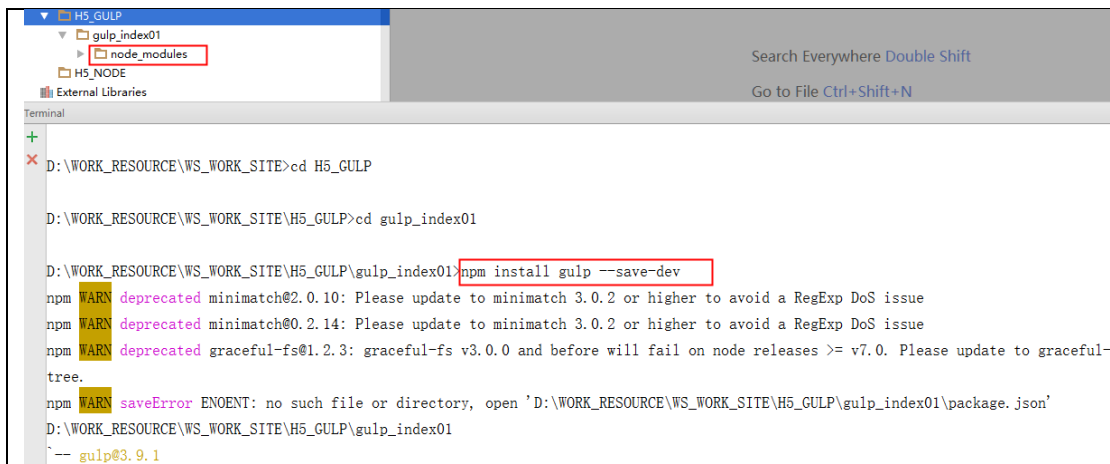 H5_GULP
gulp_index01
node_modules
H5_NODE
External Libraries
Search Everywhere Double Shift
Go to File Ctrl+Shift+N
Terminal
D:\WORK_RESOURCE\WS_WORK_SITE>cd H5_GULP
D:\WORK_RESOURCE\WS_WORK_SITE\H5_GULP>cd gulp_index01
D:\WORK_RESOURCE\WS_WORK_SITE\H5_GULP\gulp_index01>npm install gulp --save-dev
npm WARN deprecated minimatch@2.0.10: Please update to minimatch 3.0.2 or higher to avoid a RegExp DoS issue
npm WARN deprecated minimatch@0.2.14: Please update to minimatch 3.0.2 or higher to avoid a RegExp DoS issue
npm WARN deprecated graceful-fs@1.2.3: graceful-fs v3.0.0 and before will fail on node releases >= v7.0. Please update to graceful-
tree.
npm WARN saveError ENOENT: no such file or directory, open 'D:\WORK_RESOURCE\WS_WORK_SITE\H5_GULP\gulp_index01\package.json'
D:\WORK_RESOURCE\WS_WORK_SITE\H5_GULP\gulp_index01
`-- gulp@3.9.1